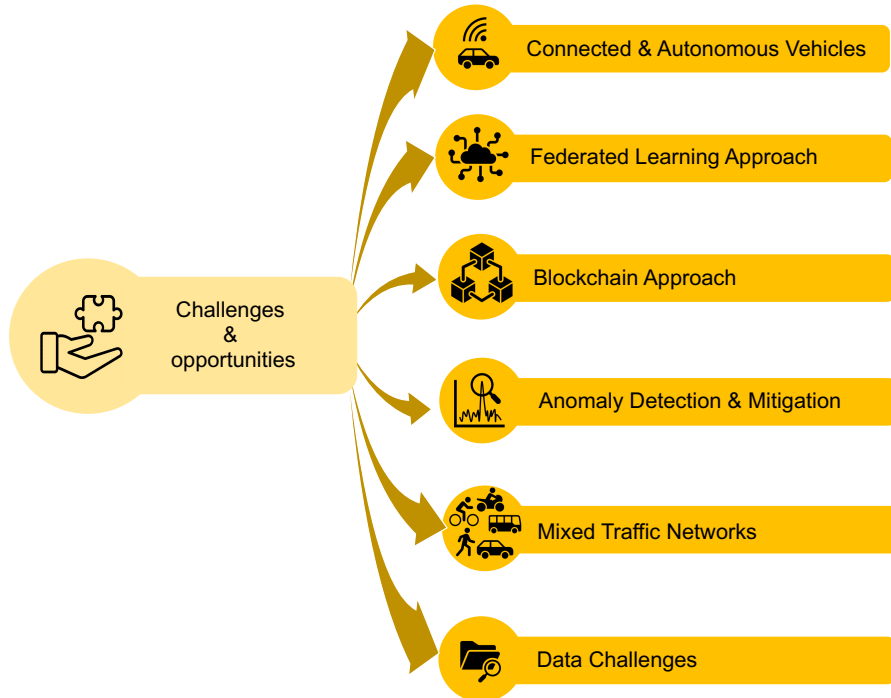 Connected & Autonomous Vehicles
Federated Learning Approach
Blockchain Approach
Challenges
&
opportunities
Anomaly Detection & Mitigation
Mixed Traffic Networks
Data Challenges